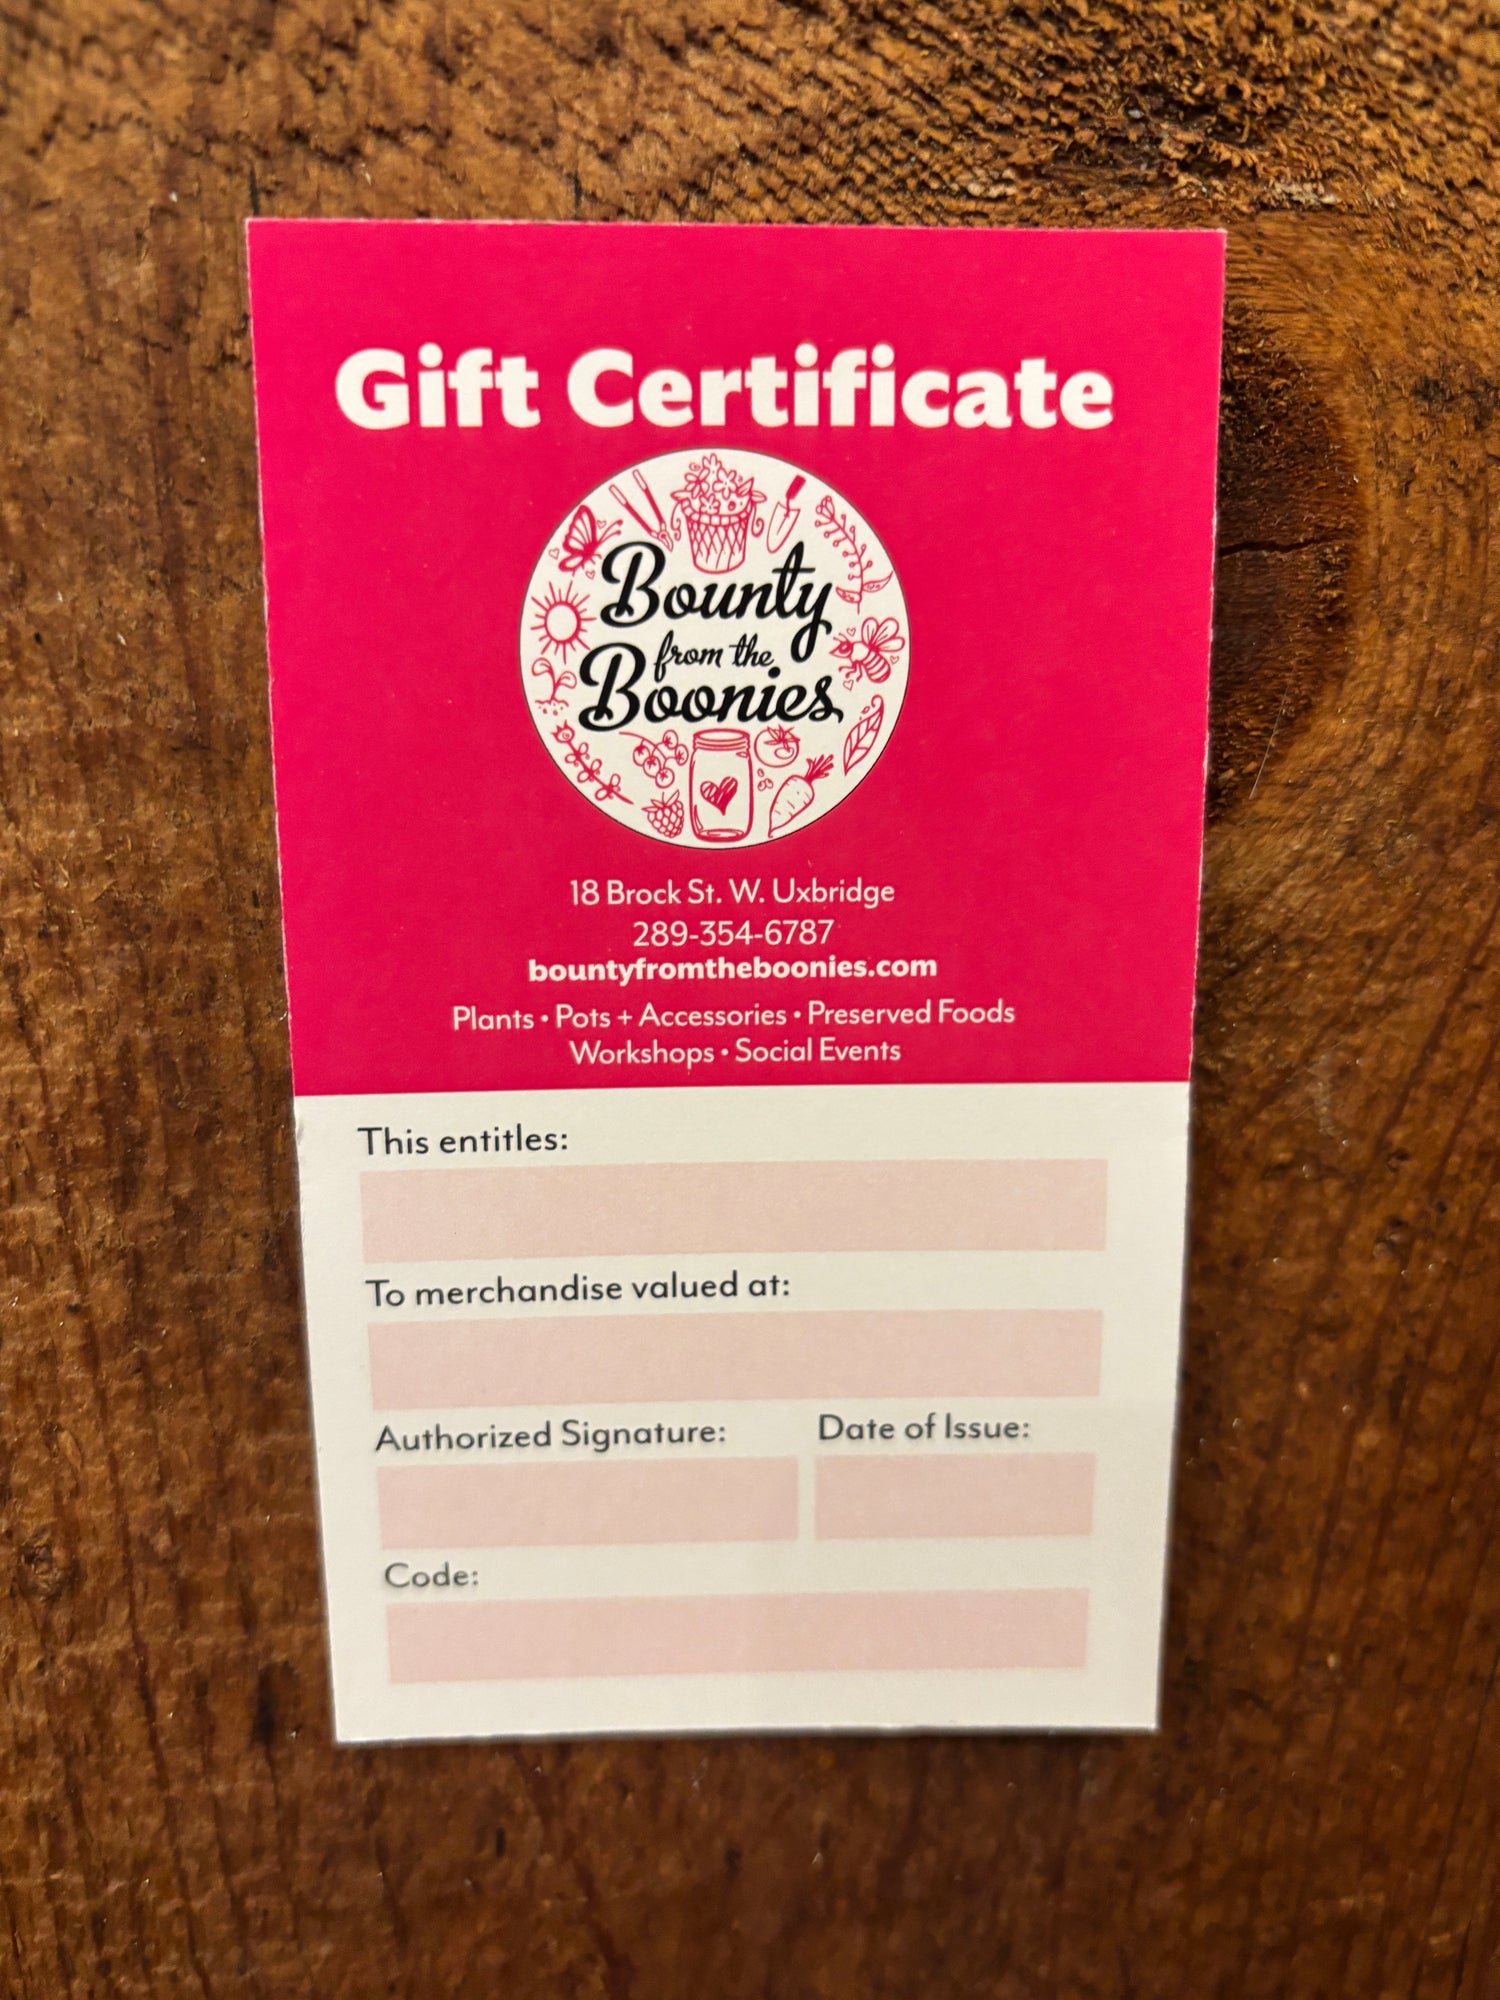 Gift Certificate
Bounty
from the
Boonies
18 Brock St. W. Uxbridge
289-354-6787
bountyfromtheboonies.com
Plants • Pots + Accessories • Preserved Foods
Workshops • Social Events
This entitles:
To merchandise valued at:
Authorized Signature: Date of Issue:
Code: